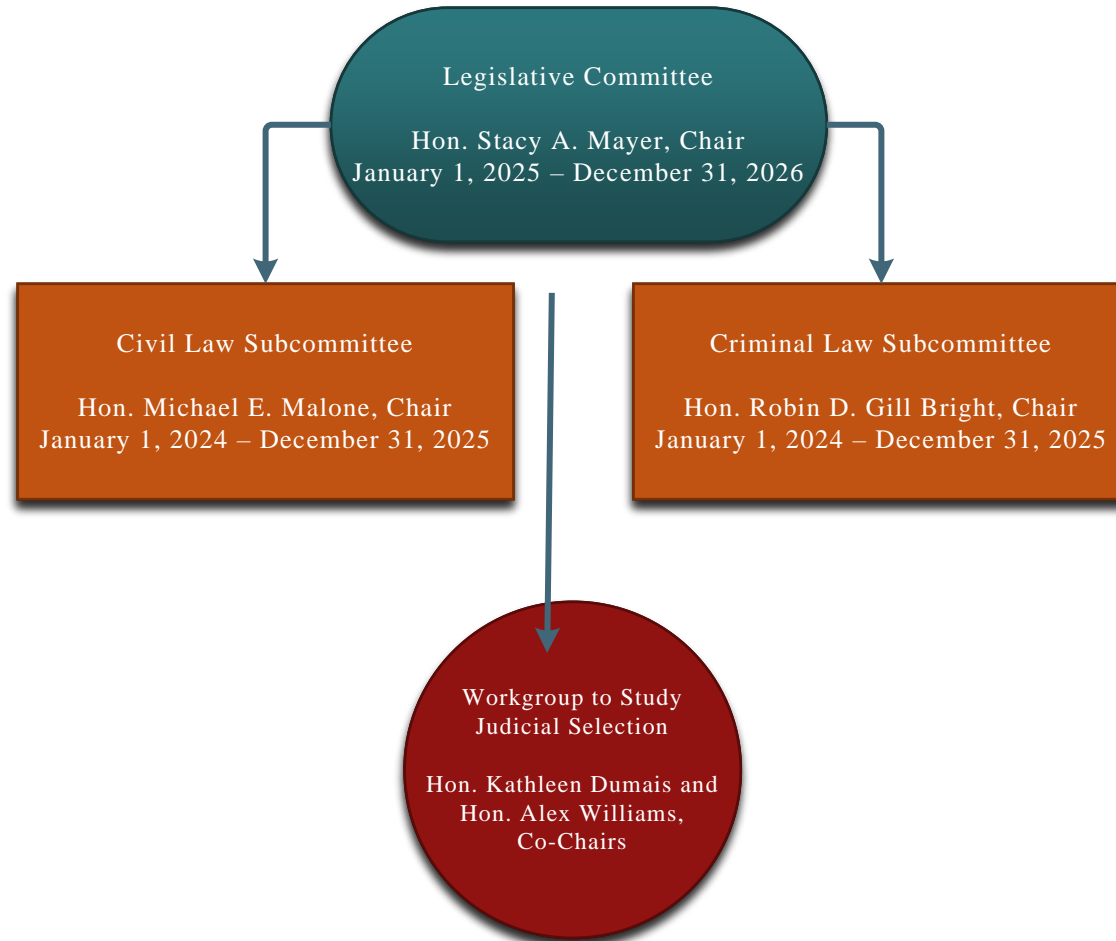 Legislative Committee
Hon. Stacy A. Mayer, Chair
January 1, 2025 – December 31, 2026
Civil Law Subcommittee
Hon. Michael E. Malone, Chair
January 1, 2024 – December 31, 2025
Criminal Law Subcommittee
Hon. Robin D. Gill Bright, Chair
January 1, 2024 – December 31, 2025
Workgroup to Study
Judicial Selection
Hon. Kathleen Dumais and
Hon. Alex Williams,
Co-Chairs